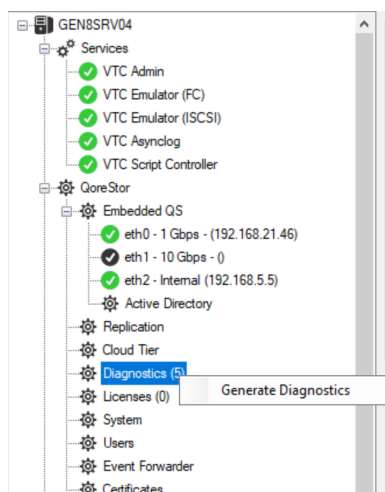 GEN8SRV04
Services
VTC Admin
VTC Emulator (FC)
VTC Emulator (ISCSI)
VTC Asynclog
VTC Script Controller
QoreStor
Embedded QS
eth0 - 1 Gbps - (192.168.21.46)
eth1 - 10 Gbps - ()
eth2 - Internal (192.168.5.5)
Active Directory
Replication
Cloud Tier
Diagnostics (5)
Generate Diagnostics
Licenses (0)
System
Users
Event Forwarder
Certificates